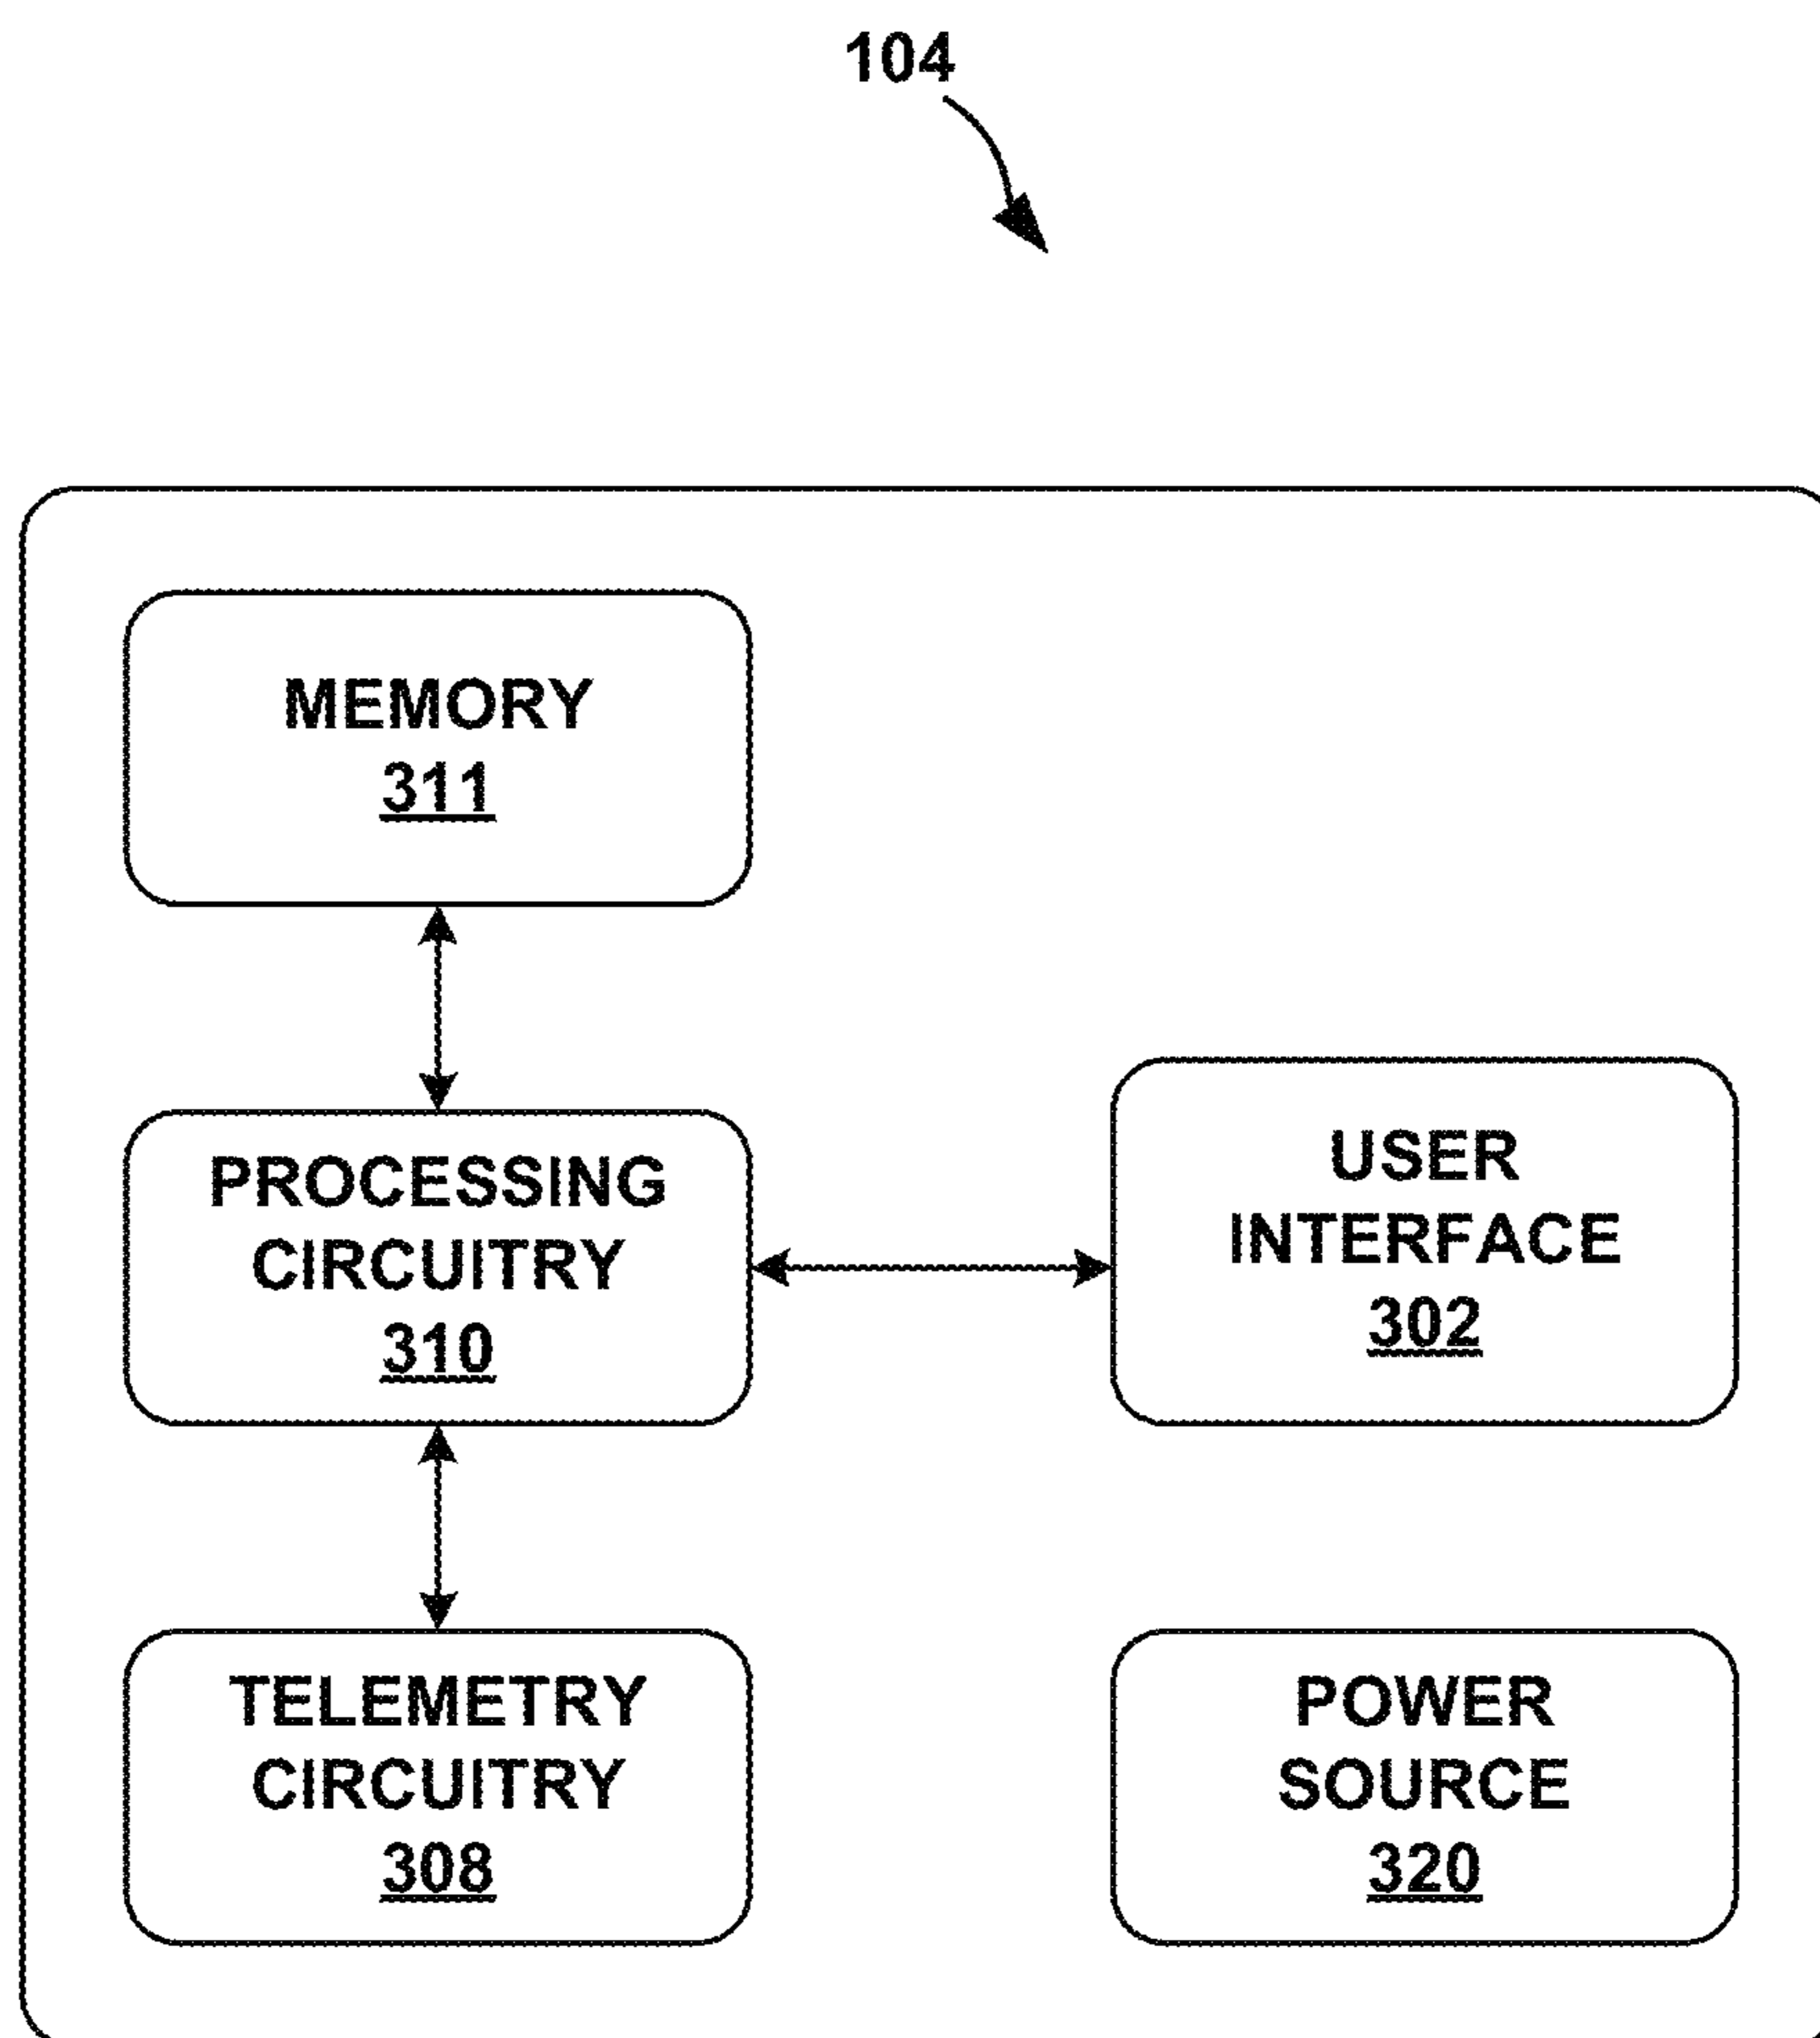 104
MEMORY
311
PROCESSING
CIRCUITRY
310
USER
INTERFACE
302
TELEMETRY
CIRCUITRY
308
POWER
SOURCE
320